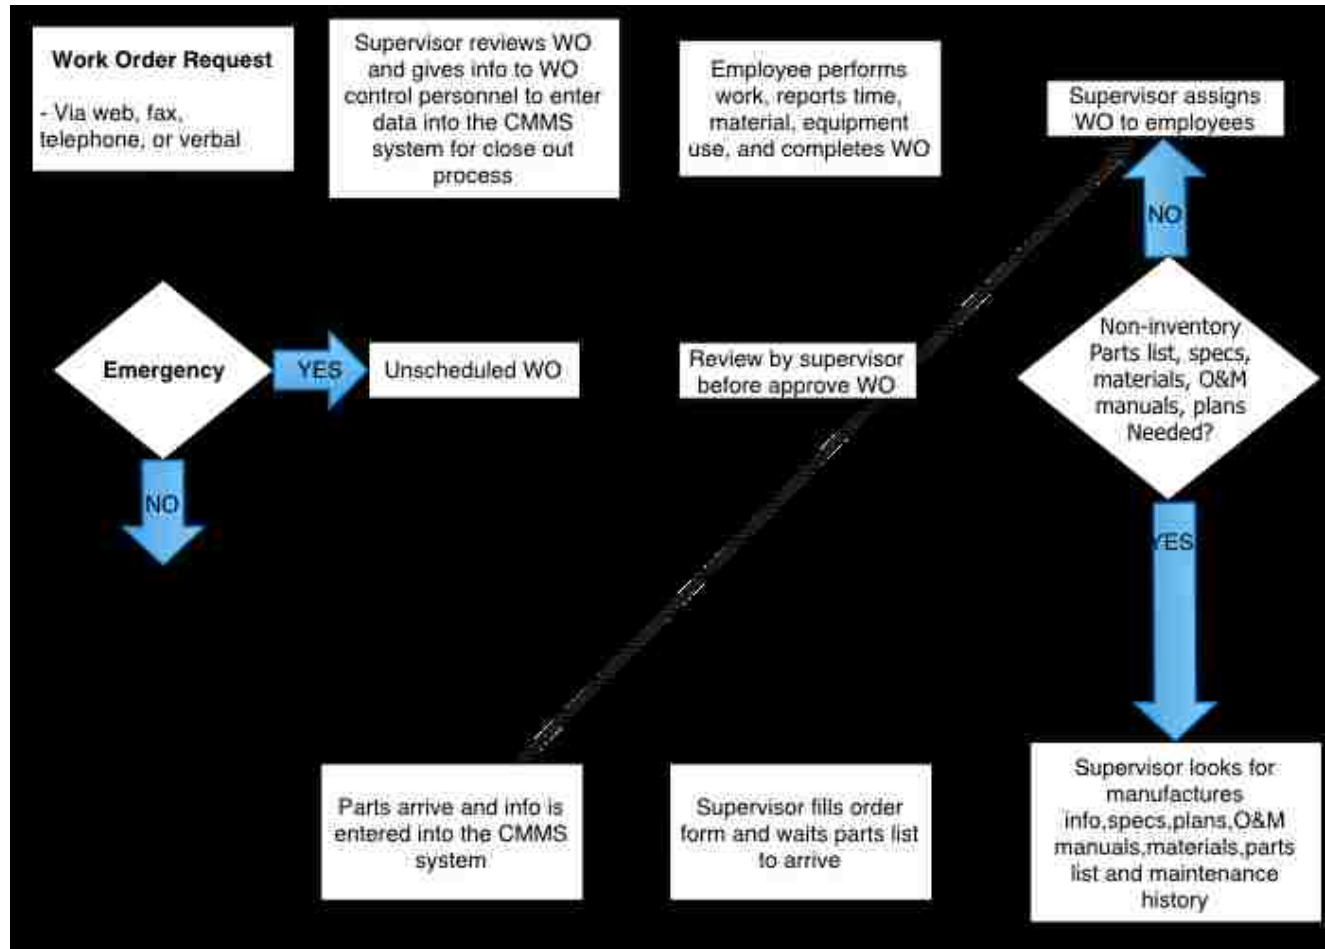 Work Order Request
- Via web, fax,
telephone, or verbal
Supervisor reviews WO
and gives info to WO
control personnel to enter
data into the CMMS
system for close out
process
Employee performs
work, reports time,
material, equipment
use, and completes WO
Supervisor assigns
WO to employees
NO
Emergency
YES
Unscheduled WO
Review by supervisor
before approve WO
Non-inventory
Parts list, specs,
materials, O&M
manuals, plans
Needed?
NO
YES
Parts arrive and info is
entered into the CMMS
system
Supervisor fills order
form and waits parts list
to arrive
Supervisor looks for
manufactures
info,specs,plans,O&M
manuals,materials,parts
list and maintenance
history